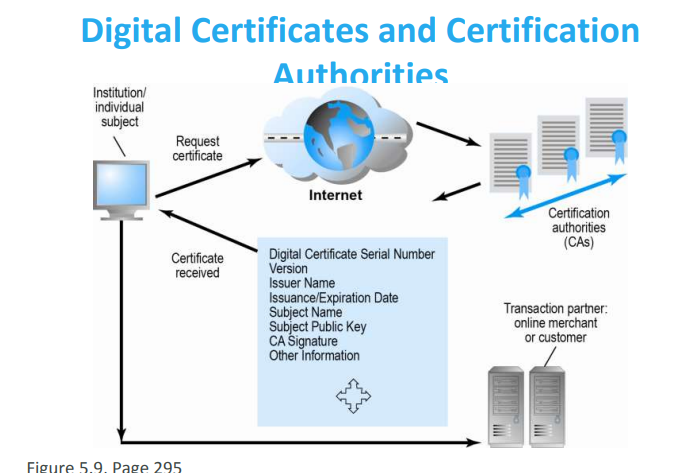 Digital Certificates and Certification
Authorities
Institution/
individual
subject
Request
certificate
Internet
Certification
authorities
(CAs)
Certificate
received
Digital Certificate Serial Number
Version
Issuer Name
Issuance/Expiration Date
Subject Name
Subject Public Key
CA Signature
Other Information
Transaction partner:
online merchant
or customer
Figure 5.9, Page 295